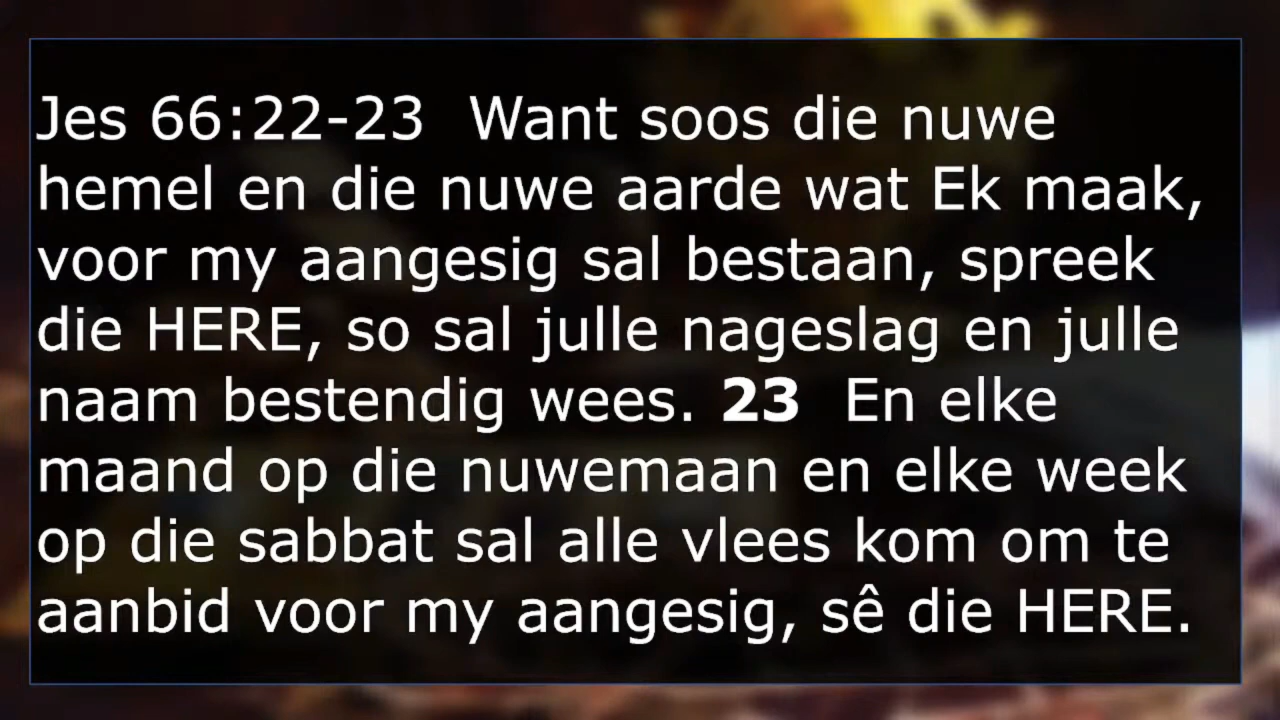 Jes 66:22-23  Want soos die nuwe
hemel en die nuwe aarde wat Ek maak,
voor my aangesig sal bestaan, spreek
die HERE, so sal julle nageslag en julle
naam bestendig wees. 23  En elke
maand op die nuwemaan en elke week
op die sabbat sal alle vlees kom om te
aanbid voor my aangesig, sê die HERE.